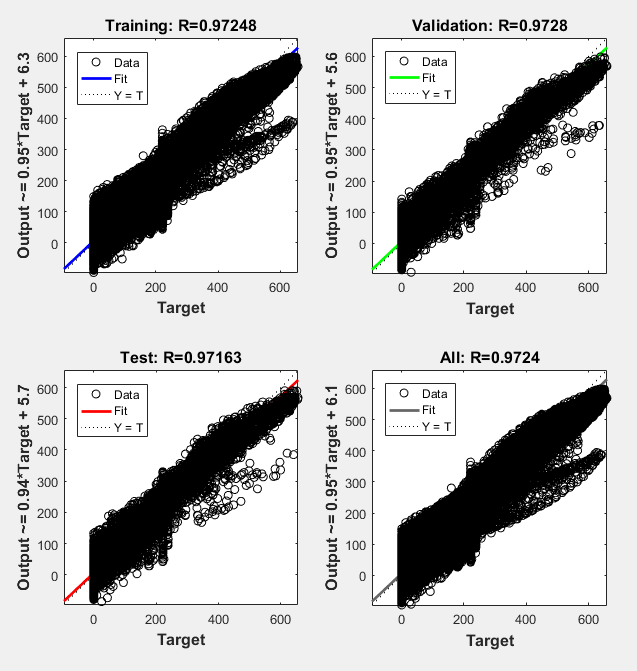 Training: R=0.97248
Output ~= 0.95*Target + 6.3
Data
Fit
Y = T
600
500
400
300
200
100
0
0 200 400 600
Target
Validation: R=0.9728
Output ~= 0.95*Target + 5.6
Data
Fit
Y = T
600
500
400
300
200
100
0
0 200 400 600
Target
Test: R=0.97163
Output ~= 0.94*Target + 5.7
Data
Fit
Y = T
600
500
400
300
200
100
0
0 200 400 600
Target
All: R=0.9724
Output ~= 0.95*Target + 6.1
Data
Fit
Y = T
600
500
400
300
200
100
0
0 200 400 600
Target